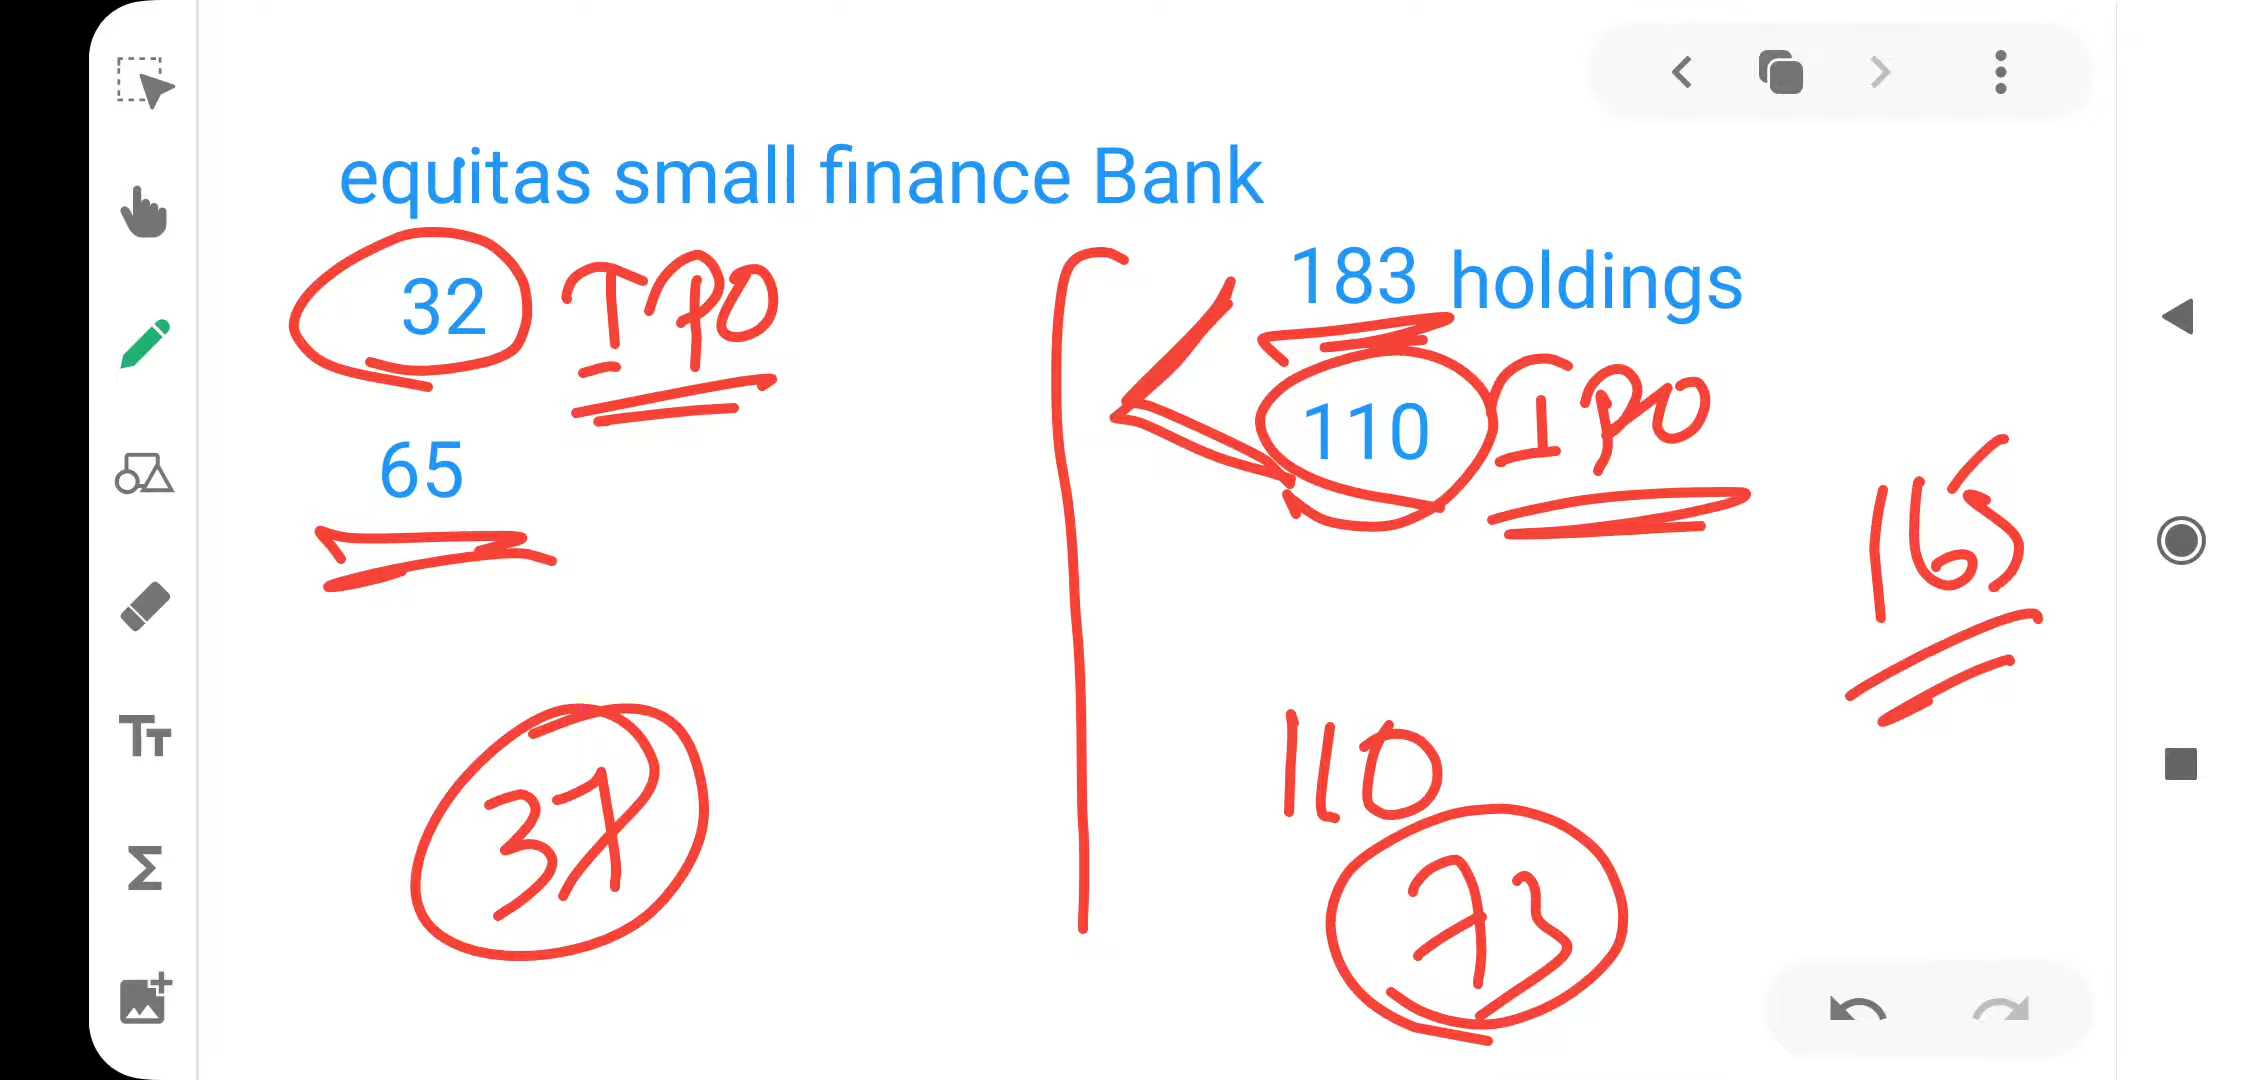 equitas small finance Bank
32 IPO
65
37
183 holdings
110 IPO
165
110
73